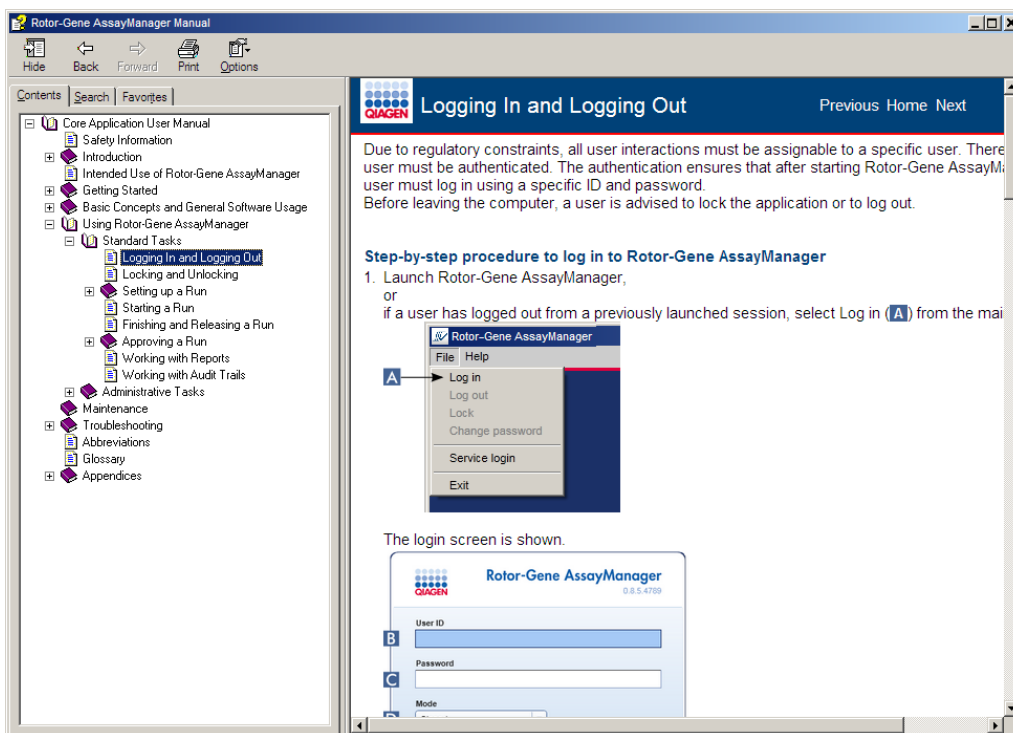 Rotor-Gene AssayManager Manual
Hide Back Forward Print Options
Contents Search Favorites
Core Application User Manual
Safety Information
Introduction
Intended Use of Rotor-Gene AssayManager
Getting Started
Basic Concepts and General Software Usage
Using Rotor-Gene AssayManager
Standard Tasks
Logging In and Logging Out
Locking and Unlocking
Setting up a Run
Starting a Run
Finishing and Releasing a Run
Approving a Run
Working with Reports
Working with Audit Trails
Administrative Tasks
Maintenance
Troubleshooting
Abbreviations
Glossary
Appendices
QIAGEN
Logging In and Logging Out
Previous Home Next
Due to regulatory constraints, all user interactions must be assignable to a specific user. There
user must be authenticated. The authentication ensures that after starting Rotor-Gene AssayM
user must log in using a specific ID and password.
Before leaving the computer, a user is advised to lock the application or to log out.
Step-by-step procedure to log in to Rotor-Gene AssayManager
1. Launch Rotor-Gene AssayManager,
or
if a user has logged out from a previously launched session, select Log in (A) from the mai
Rotor-Gene AssayManager
File Help
A Log in
Log out
Lock
Change password
Service login
Exit
The login screen is shown.
QIAGEN
Rotor-Gene AssayManager
0.8.5.4789
User ID
B
Password
C
Mode